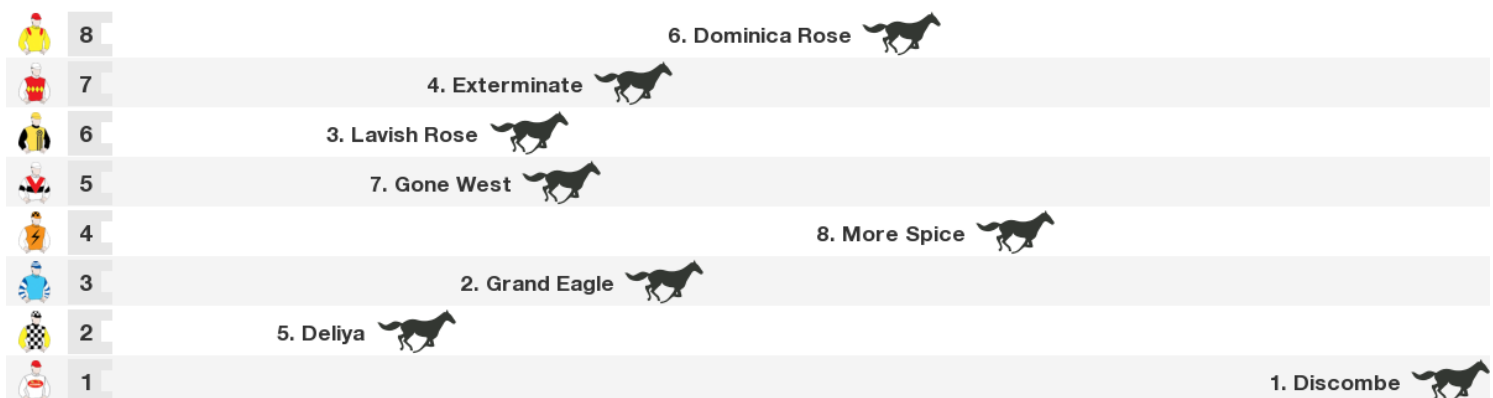 8 6. Dominica Rose
7 4. Exterminate
6 3. Lavish Rose
5 7. Gone West
4 8. More Spice
3 2. Grand Eagle
2 5. Deliya
1 1. Discombe